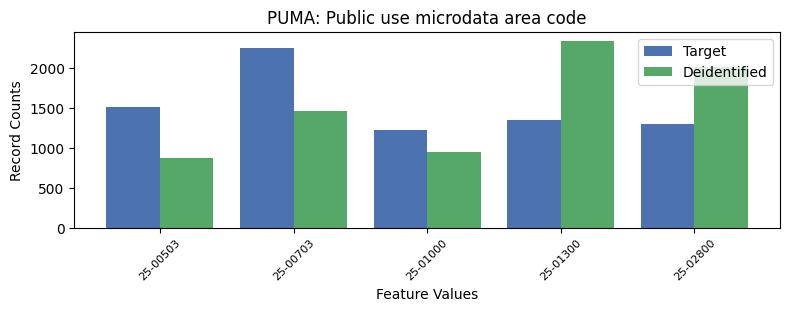 PUMA: Public use microdata area code
Record Counts
2000
1500
1000
500
0
Target
Deidentified
25-00503
25-00703
25-01000
25-01300
25-02800
Feature Values